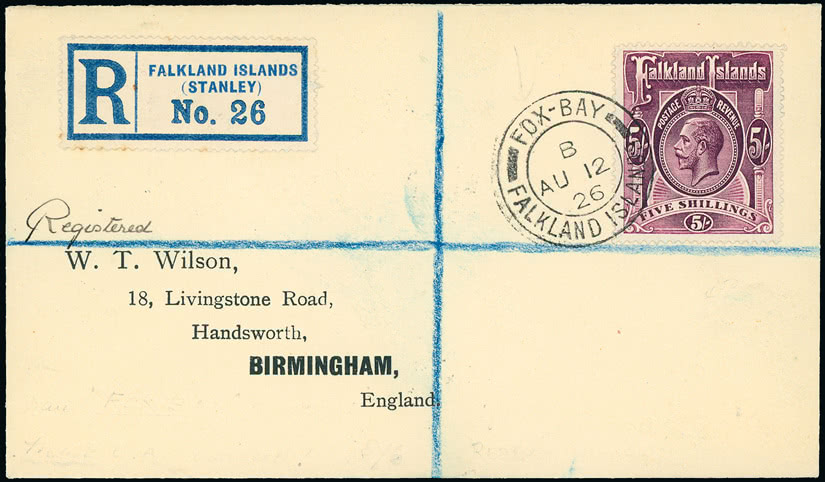 R
FALKLAND ISLANDS
(STANLEY)
No. 26
FOX-BAY
B
AU 12
26
FALKLAND ISLAN
Falkland Islands
POSTAGE REVENUE
5/- 5/-
FIVE SHILLINGS
5/-
Registered
W. T. Wilson,
18, Livingstone Road,
Handsworth,
BIRMINGHAM,
England.